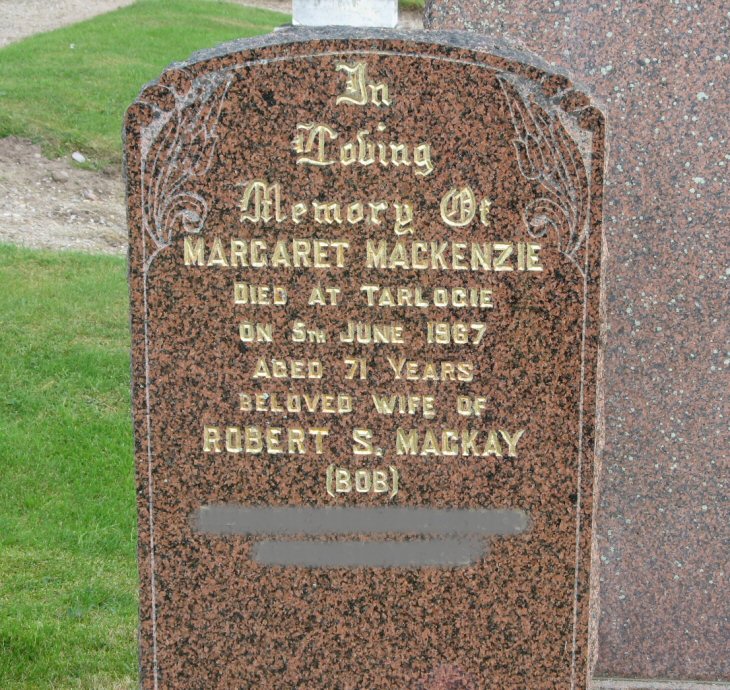 In
Loving
Memory Of
MARGARET MACKENZIE
DIED AT TARLOGIE
ON 5TH JUNE 1967
AGED 71 YEARS
BELOVED WIFE OF
ROBERT S. MACKAY
(BOB)